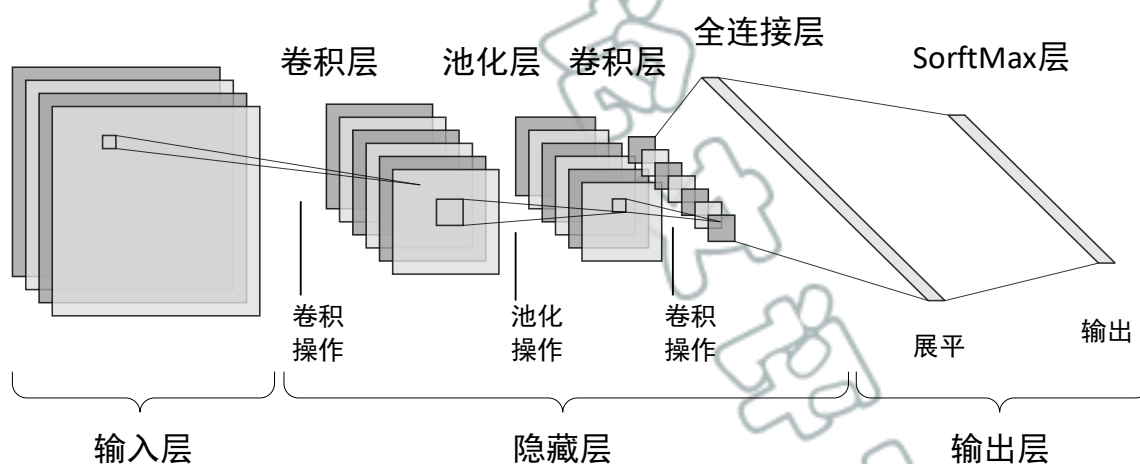 全连接层
卷积层
池化层
卷积层
SorftMax层
卷积
操作
池化
操作
卷积
操作
展平
输出
输入层
隐藏层
输出层